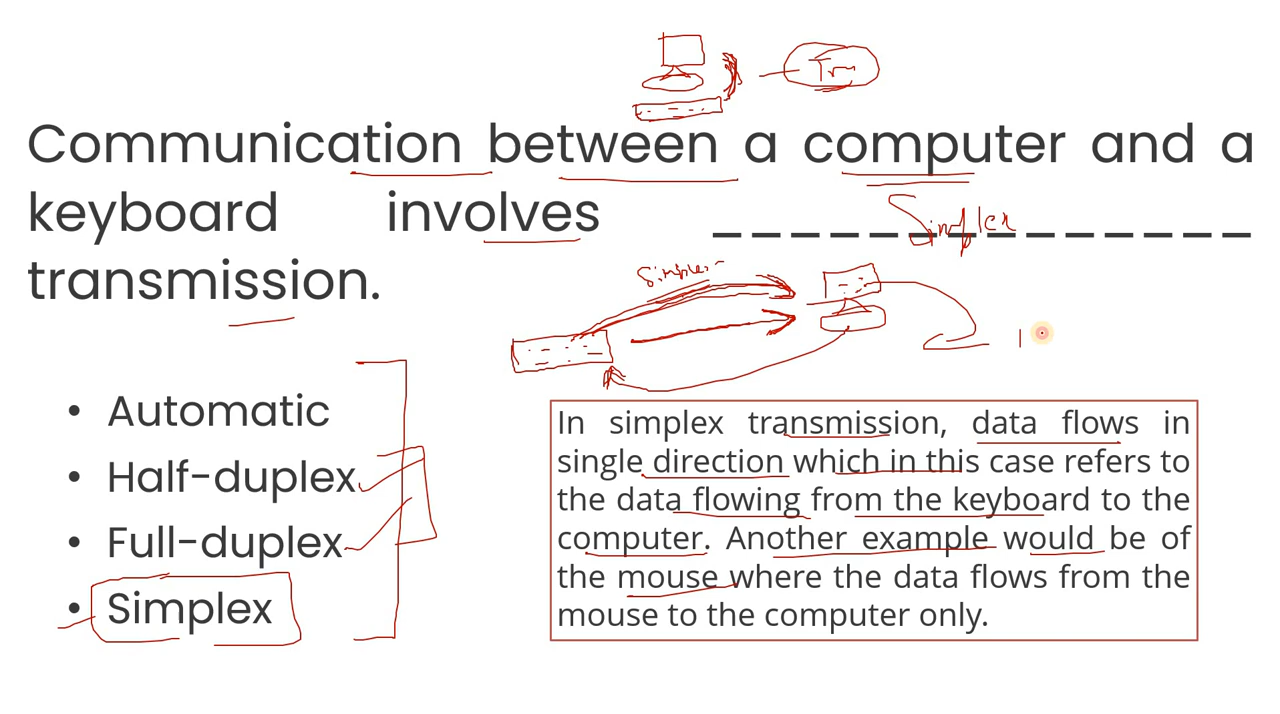 Communication between a computer and a
keyboard involves ______________
Simplex
transmission.
Simplex
• Automatic
• Half-duplex
• Full-duplex
• Simplex
In simplex transmission, data flows in
single direction which in this case refers to
the data flowing from the keyboard to the
computer. Another example would be of
the mouse where the data flows from the
mouse to the computer only.